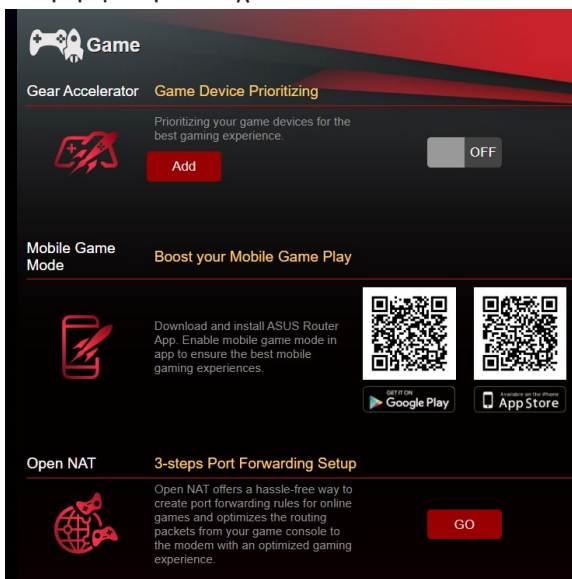 Game
Gear Accelerator
Game Device Prioritizing
Prioritizing your game devices for the
best gaming experience.
Add
OFF
Mobile Game
Mode
Boost your Mobile Game Play
Download and install ASUS Router
App. Enable mobile game mode in
app to ensure the best mobile
gaming experiences.
GET IT ON
Google Play
Available on the iPhone
App Store
Open NAT
3-steps Port Forwarding Setup
Open NAT offers a hassle-free way to
create port forwarding rules for online
games and optimizes the routing
packets from your game console to
the modem with an optimized gaming
experience.
GO